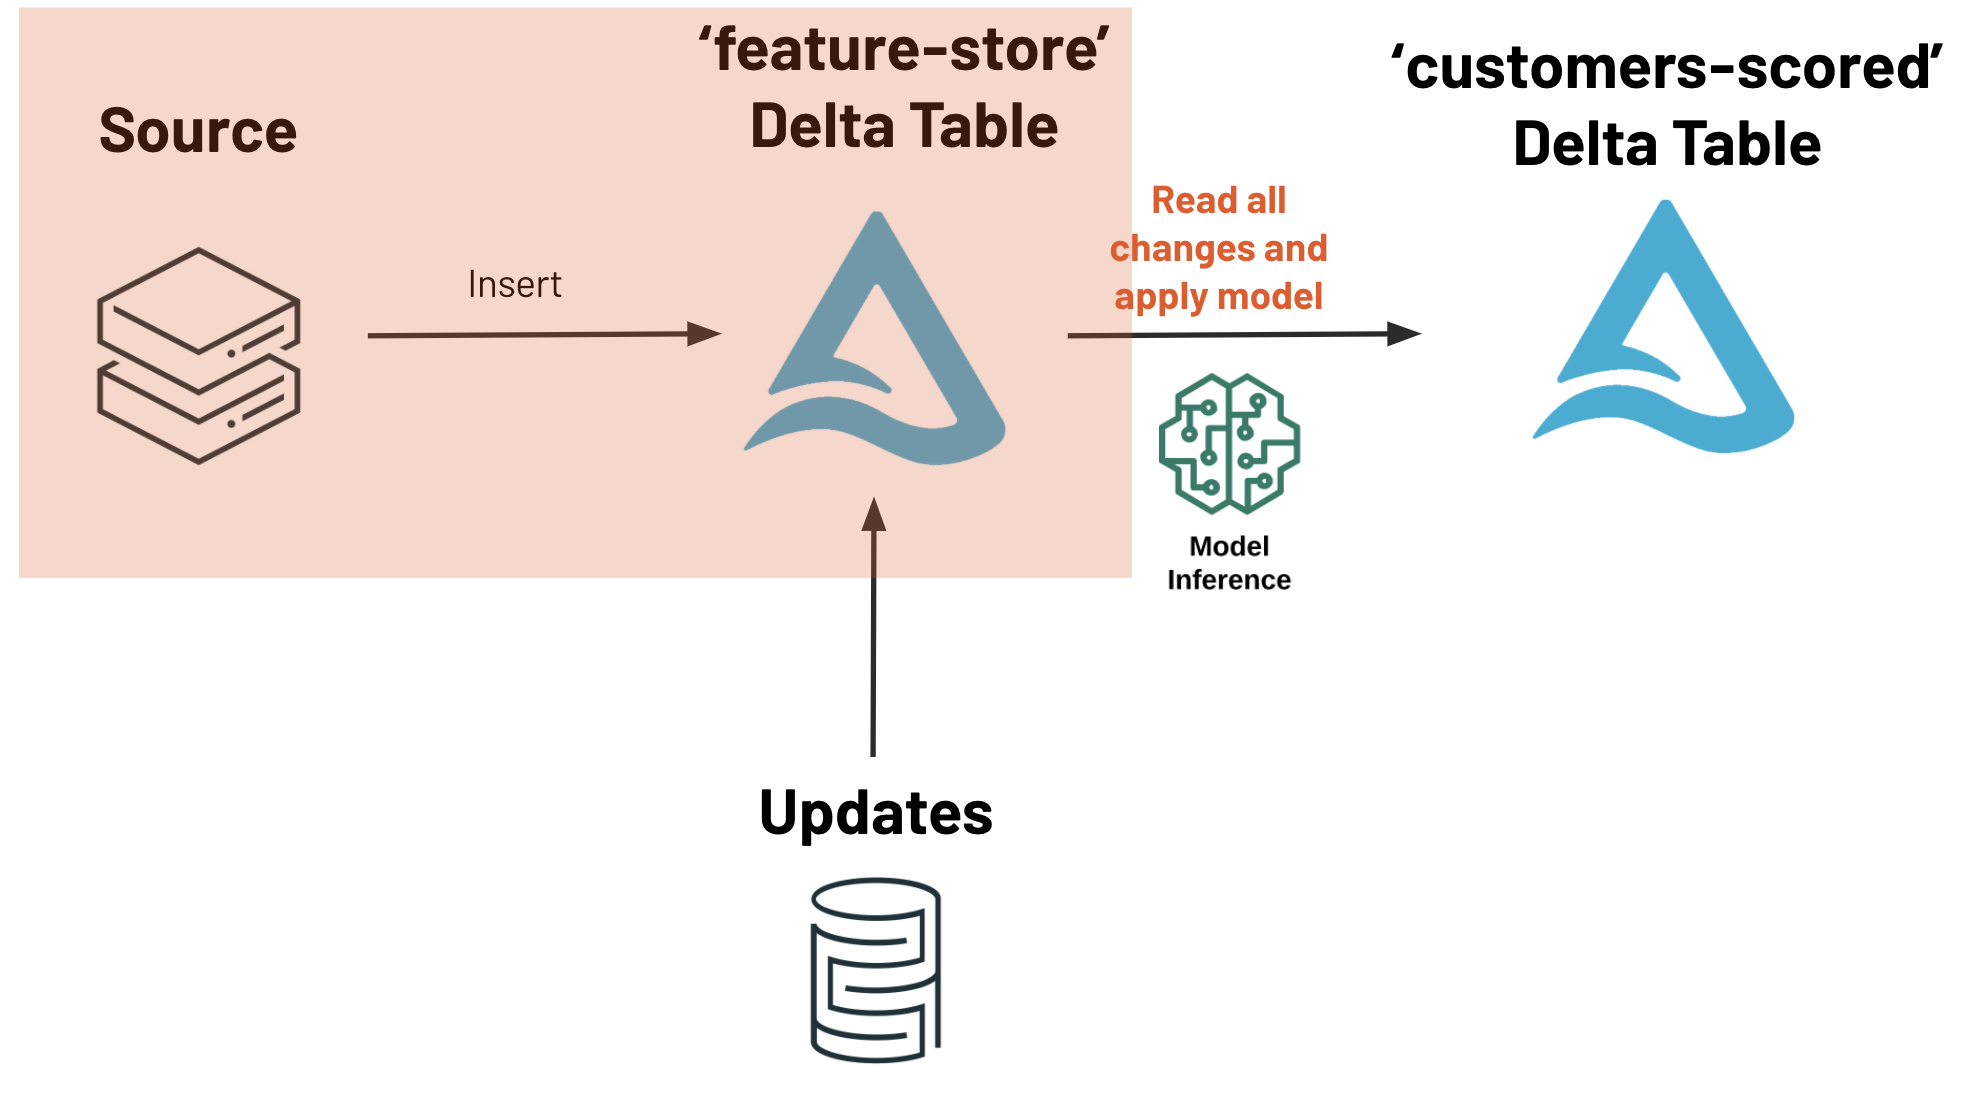 Source
Insert
‘feature-store’
Delta Table
Read all
changes and
apply model
Model
Inference
‘customers-scored’
Delta Table
Updates